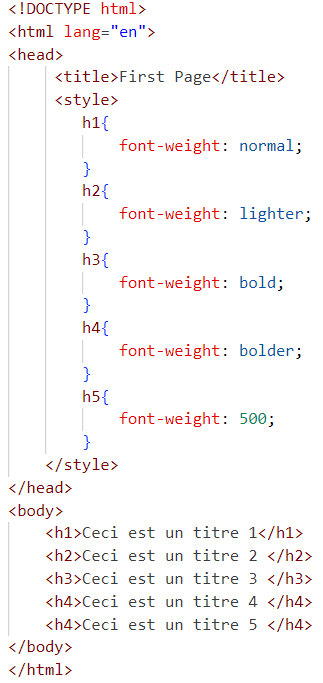 <!DOCTYPE html>
<html lang="en">
<head>
<title>First Page</title>
<style>
h1{
font-weight: normal;
}
h2{
font-weight: lighter;
}
h3{
font-weight: bold;
}
h4{
font-weight: bolder;
}
h5{
font-weight: 500;
}
</style>
</head>
<body>
<h1>Ceci est un titre 1</h1>
<h2>Ceci est un titre 2 </h2>
<h3>Ceci est un titre 3 </h3>
<h4>Ceci est un titre 4 </h4>
<h4>Ceci est un titre 5 </h4>
</body>
</html>